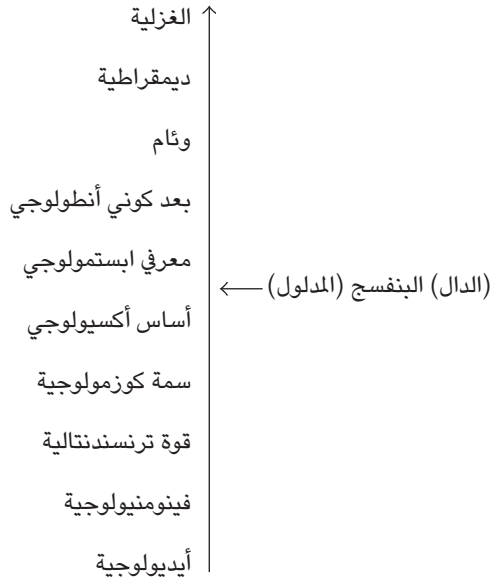 الغزلية
ديمقراطية
وئام
بعد كوني أنطولوجي
معرفي ابستمولوجي
(الدال) البنفسج (المدلول)
أساس أكسيولوجي
سمة كوزمولوجية
قوة ترنسندنتالية
فينومنيولوجية
أيديولوجية